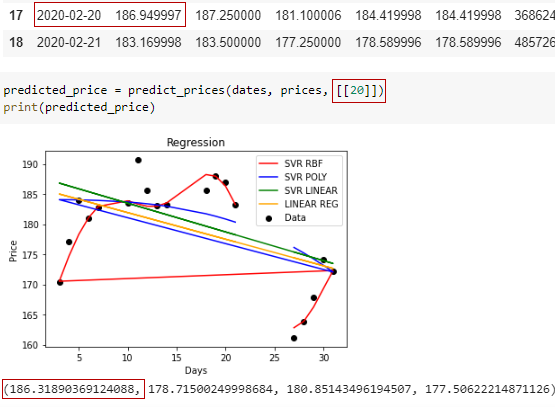 17 2020-02-20 186.949997 187.250000 181.100006 184.419998 184.419998 368624
18 2020-02-21 183.169998 183.500000 177.250000 178.589996 178.589996 485726
predicted_price = predict_prices(dates, prices, [[20]])
print(predicted_price)
Regression
190
185
180
175
170
165
160
Price
SVR RBF
SVR POLY
SVR LINEAR
LINEAR REG
Data
5 10 15 20 25 30
Days
(186.31890369124088, 178.71500249998684, 180.85143496194507, 177.50622214871126)